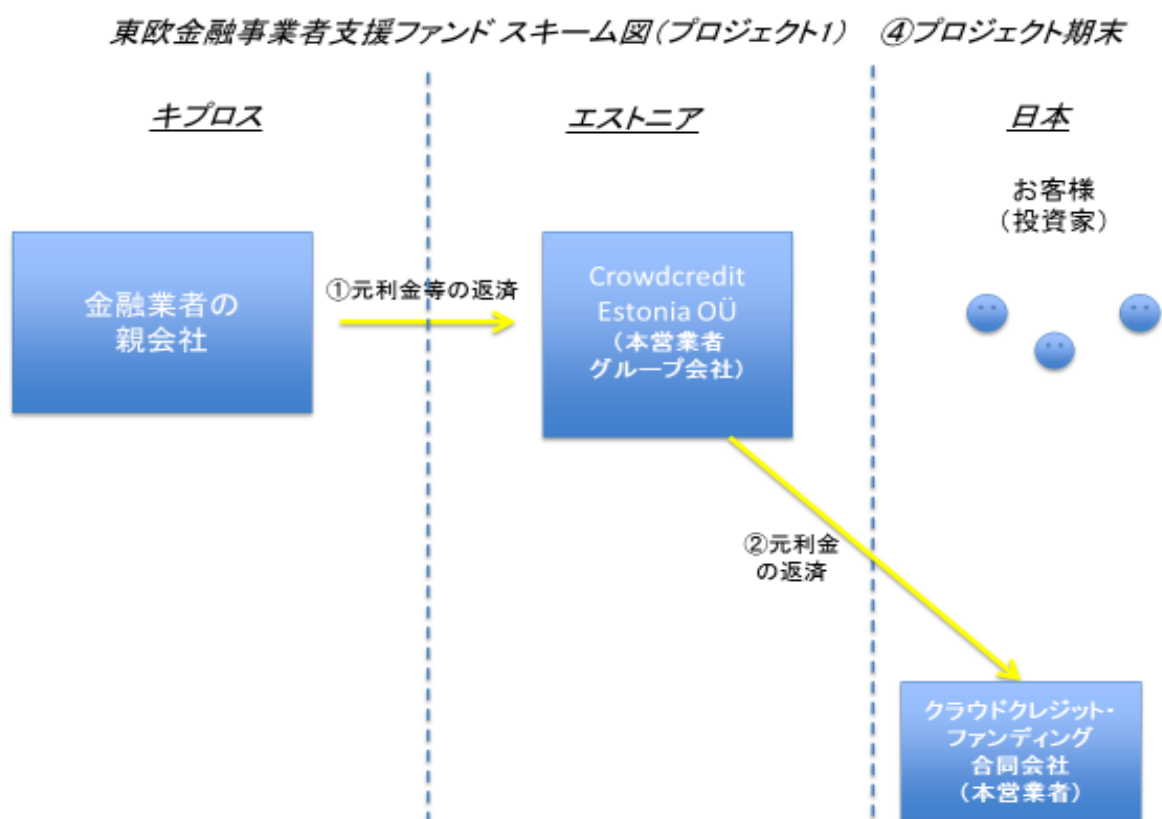 東欧金融事業者支援ファンド スキーム図(プロジェクト1) ④プロジェクト期末
キプロス
エストニア
日本
お客様
(投資家)
金融業者の
親会社
①元利金等の返済
Crowdcredit
Estonia OÜ
(本営業者
グループ会社)
②元利金
の返済
クラウドクレジット・
ファンディング
合同会社
(本営業者)